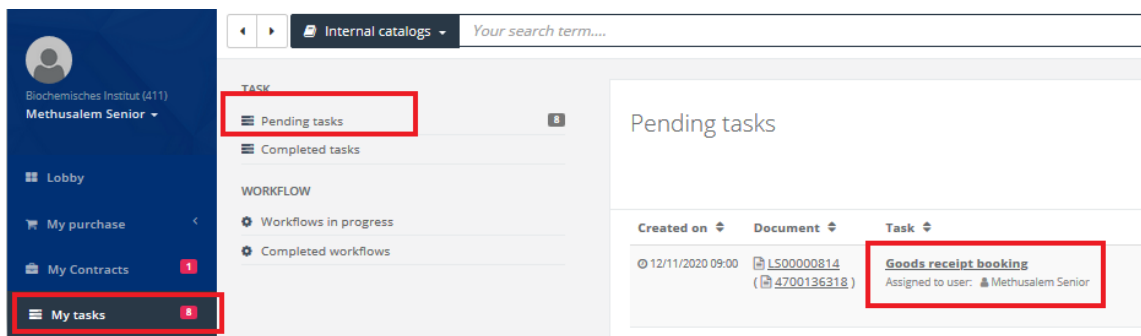 Internal catalogs
Your search term....
Biochemisches Institut (411)
Methusalem Senior
Lobby
My purchase
My Contracts 1
My tasks 8
TASK
Pending tasks 8
Completed tasks
WORKFLOW
Workflows in progress
Completed workflows
Pending tasks
Created on Document Task
12/11/2020 09:00 LS00000814 Goods receipt booking
( 4700136318 ) Assigned to user: Methusalem Senior